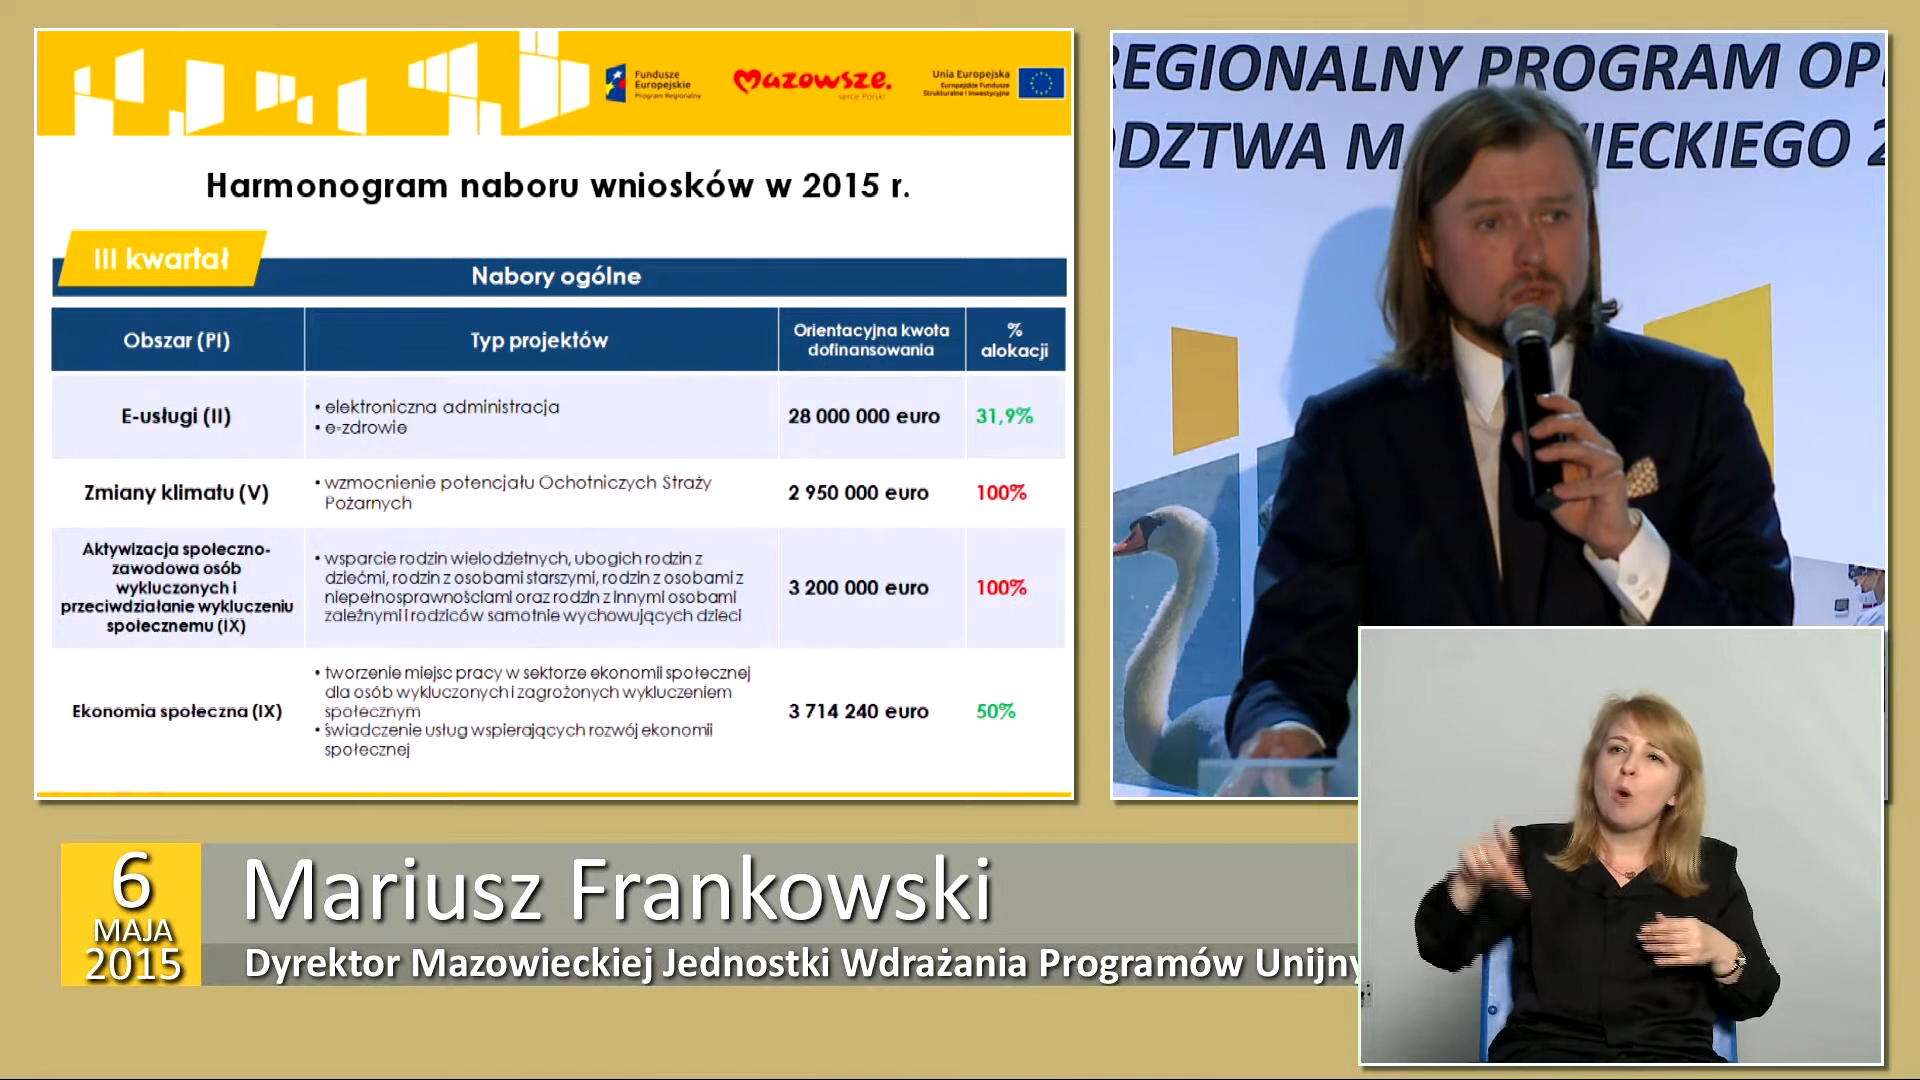 Fundusze
Europejskie
Program Regionalny
Mazowsze.
serce Polski
Unia Europejska
Europejskie Fundusze
Strukturalne i Inwestycyjne
Harmonogram naboru wniosków w 2015 r.
III kwartał
Nabory ogólne
Obszar (PI)
Typ projektów
Orientacyjna kwota
dofinansowania
%
alokacji
E-usługi (II)
• elektroniczna administracja
• e-zdrowie
28 000 000 euro
31,9%
Zmiany klimatu (V)
• wzmocnienie potencjału Ochotniczych Straży
Pożarnych
2 950 000 euro
100%
Aktywizacja społeczno-
zawodowa osób
wykluczonych i
przeciwdziałanie wykluczeniu
społecznemu (IX)
• wsparcie rodzin wielodzietnych, ubogich rodzin z
dziećmi, rodzin z osobami starszymi, rodzin z osobami z
niepełnosprawnościami oraz rodzin z innymi osobami
zależnymi i rodziców samotnie wychowujących dzieci
3 200 000 euro
100%
Ekonomia społeczna (IX)
• tworzenie miejsc pracy w sektorze ekonomii społecznej
dla osób wykluczonych i zagrożonych wykluczeniem
społecznym
• świadczenie usług wspierających rozwój ekonomii
społecznej
3 714 240 euro
50%
REGIONALNY PROGRAM OP
ODZTWA M IECKIEGO 2
6
MAJA
2015
Mariusz Frankowski
Dyrektor Mazowieckiej Jednostki Wdrażania Programów Unijny